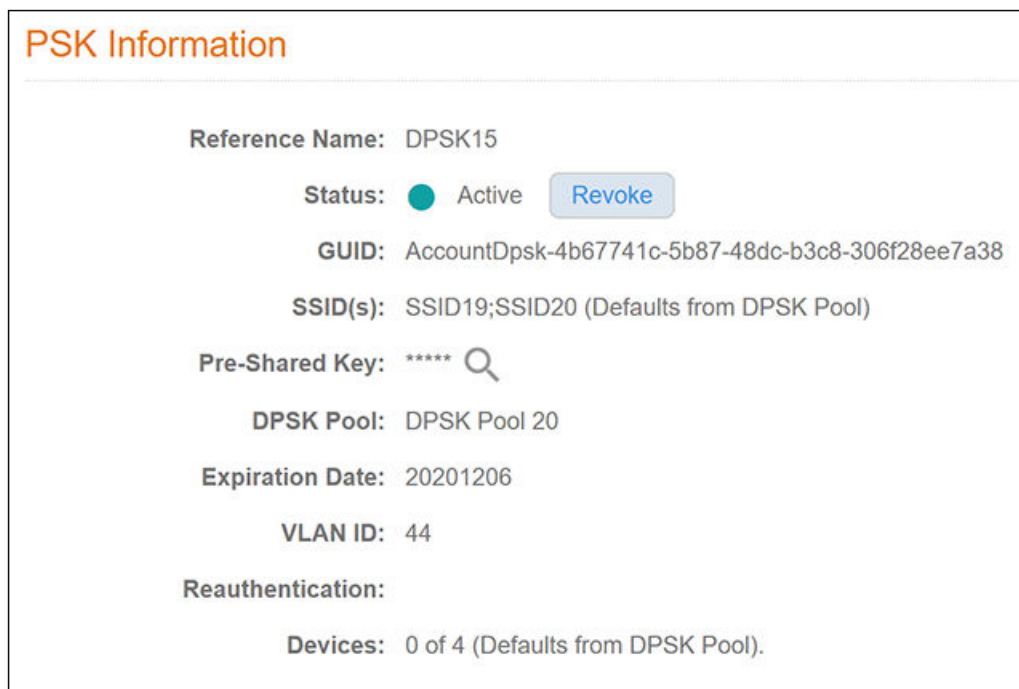 PSK Information
Reference Name: DPSK15
Status: Active Revoke
GUID: AccountDpsk-4b67741c-5b87-48dc-b3c8-306f28ee7a38
SSID(s): SSID19;SSID20 (Defaults from DPSK Pool)
Pre-Shared Key: *****
DPSK Pool: DPSK Pool 20
Expiration Date: 20201206
VLAN ID: 44
Reauthentication:
Devices: 0 of 4 (Defaults from DPSK Pool).